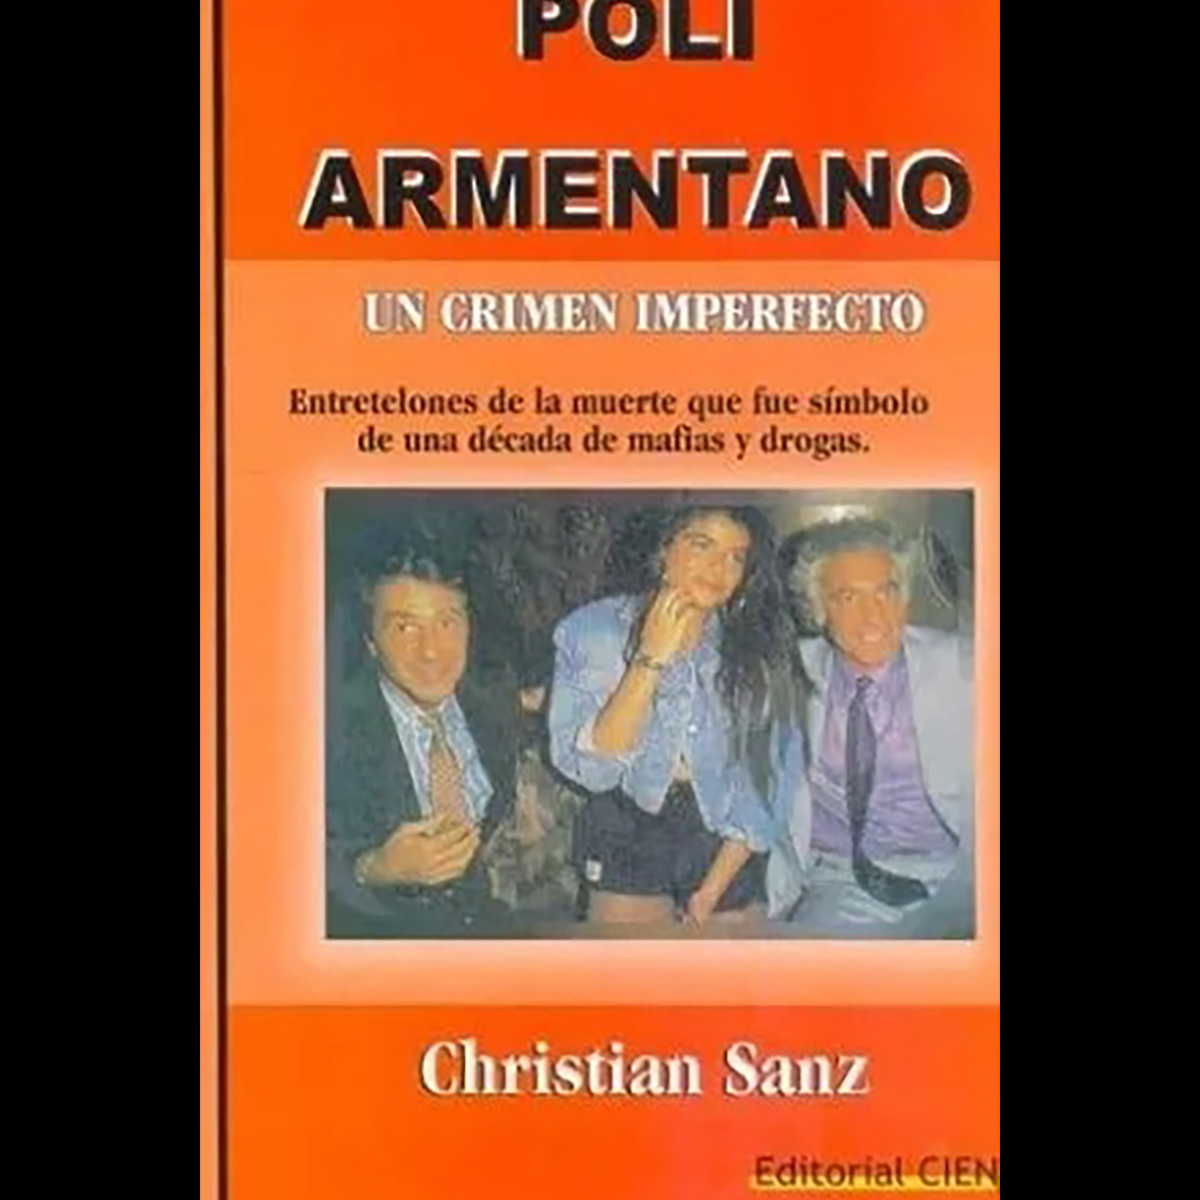 POLI
ARMENTANO
UN CRIMEN IMPERFECTO
Entretelones de la muerte que fue símbolo
de una década de mafias y drogas.
Christian Sanz
Editorial CIEN